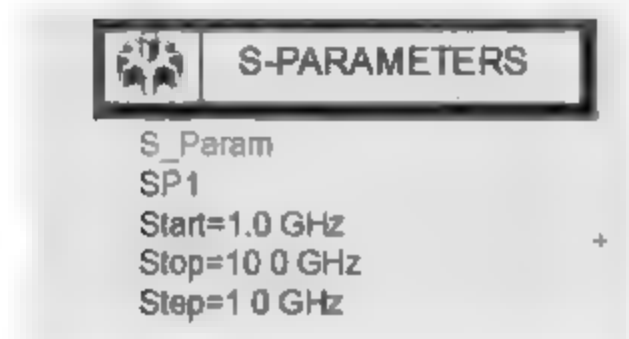 S-PARAMETERS
S_Param
SP1
Start=1.0 GHz
Stop=10 0 GHz
Step=1 0 GHz